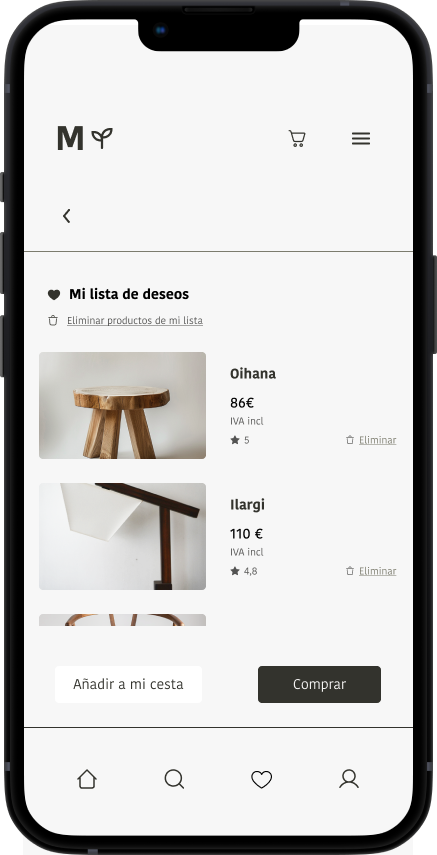 M
Mi lista de deseos
Eliminar productos de mi lista
Oihana
86€
IVA incl
5
Eliminar
Ilargi
110 €
IVA incl
4,8
Eliminar
Añadir a mi cesta
Comprar